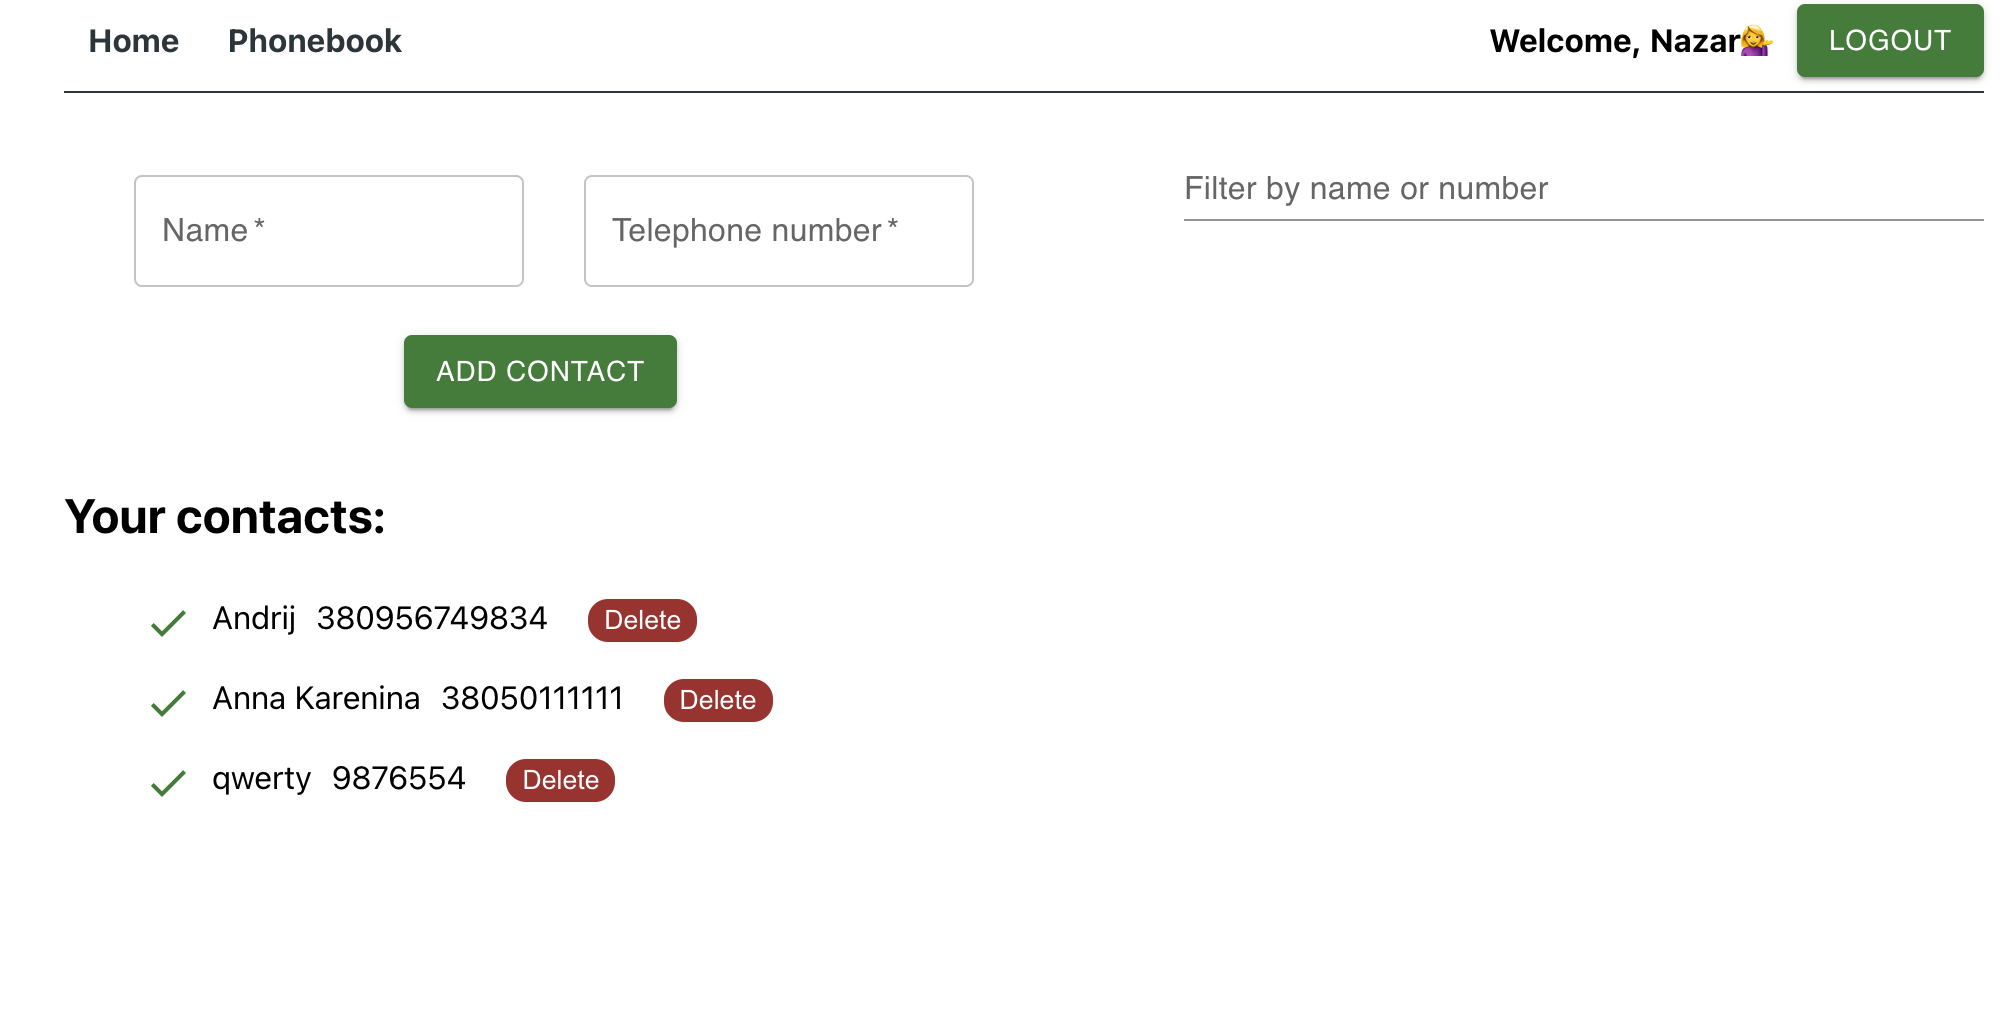 Home Phonebook Welcome, Nazar💁‍♀️ LOGOUT
Name * Telephone number * Filter by name or number
ADD CONTACT
Your contacts:
Andrij 380956749834 Delete
Anna Karenina 38050111111 Delete
qwerty 9876554 Delete